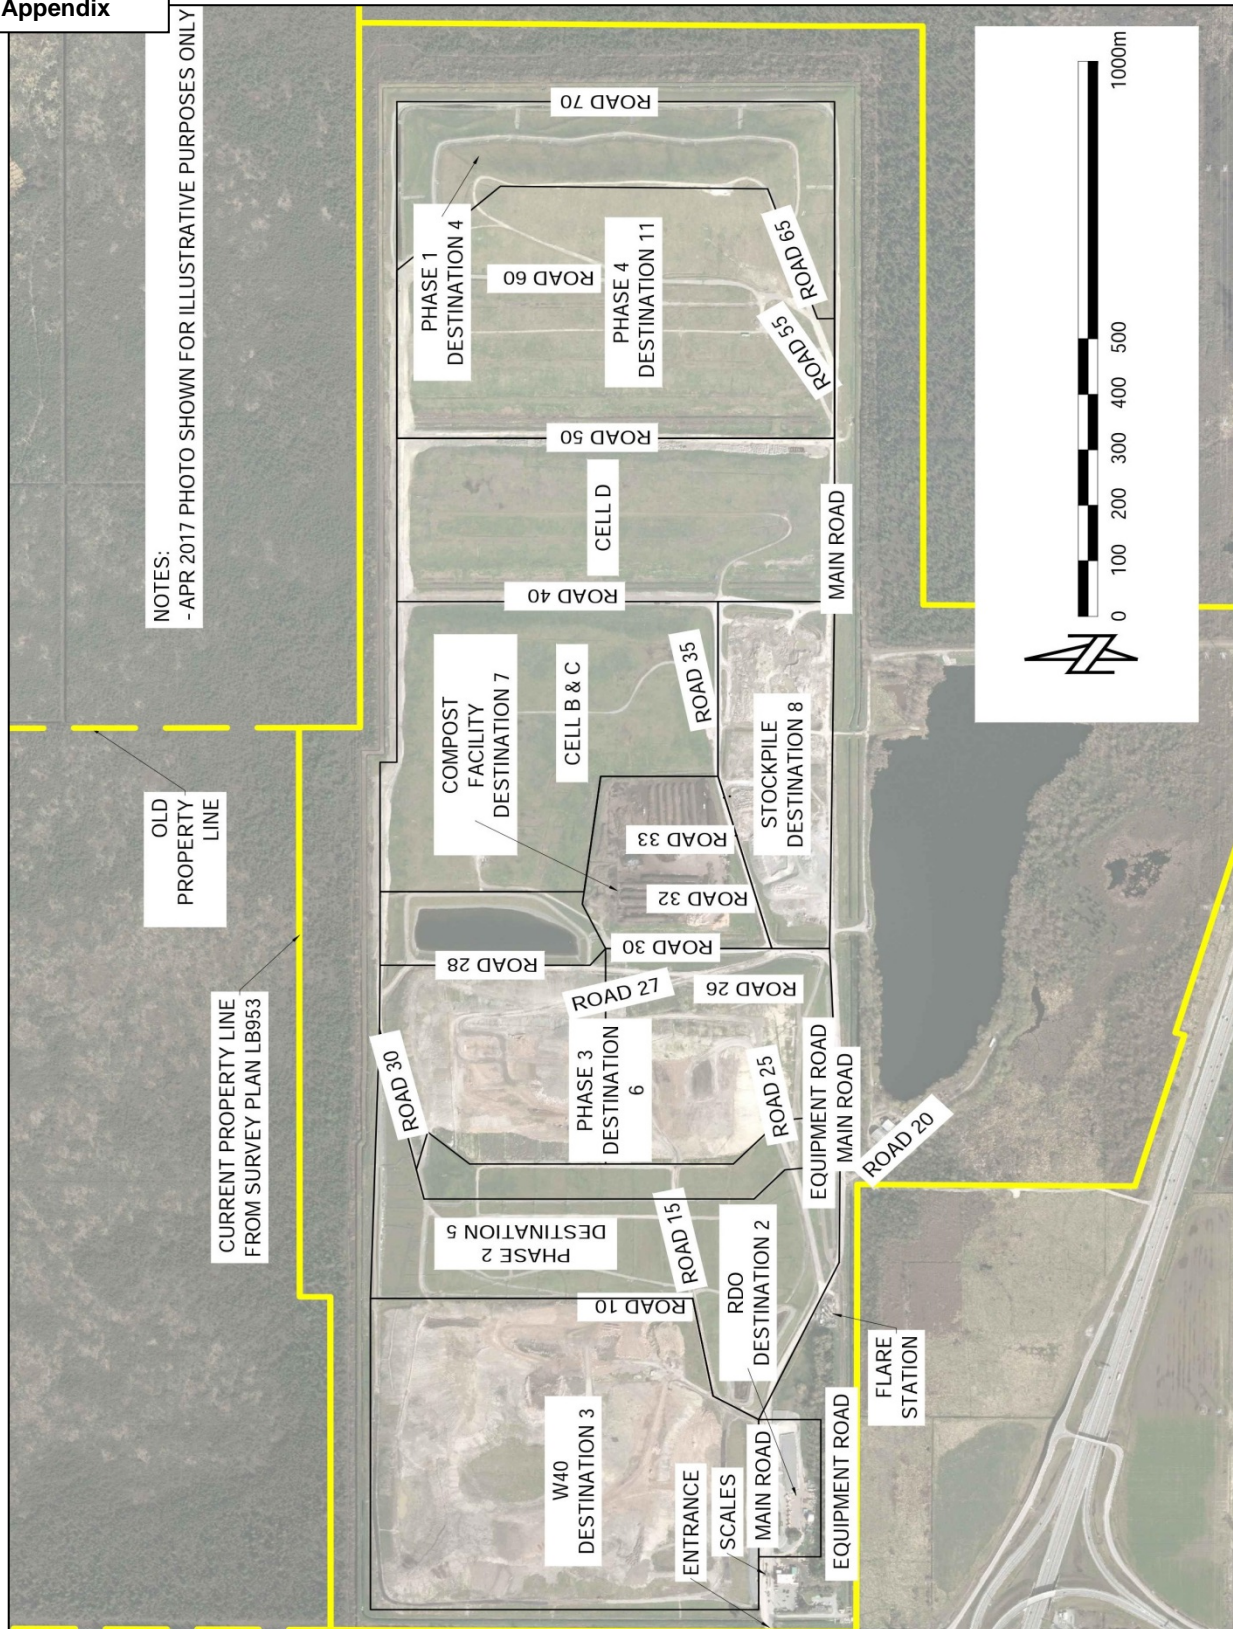 Appendix
NOTES:
- APR 2017 PHOTO SHOWN FOR ILLUSTRATIVE PURPOSES ONLY
OLD
PROPERTY
LINE
CURRENT PROPERTY LINE
FROM SURVEY PLAN LB953
ROAD 70
PHASE 1
DESTINATION 4
ROAD 60
PHASE 4
DESTINATION 11
ROAD 65
ROAD 55
ROAD 50
CELL D
MAIN ROAD
ROAD 40
COMPOST
FACILITY
DESTINATION 7
CELL B & C
ROAD 35
STOCKPILE
DESTINATION 8
ROAD 33
ROAD 32
ROAD 30
ROAD 28
ROAD 27
ROAD 26
ROAD 30
PHASE 3
DESTINATION
6
ROAD 25
EQUIPMENT ROAD
MAIN ROAD
ROAD 20
PHASE 2
DESTINATION 5
ROAD 15
ROAD 10
RDO
DESTINATION 2
FLARE
STATION
W40
DESTINATION 3
ENTRANCE
SCALES
MAIN ROAD
EQUIPMENT ROAD
0 100 200 300 400 500 1000m